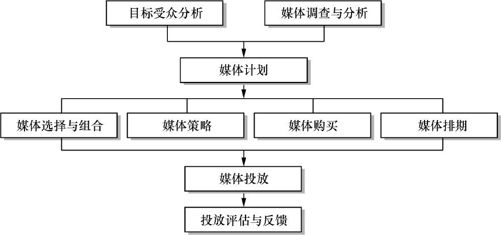 目标受众分析
媒体调查与分析
媒体计划
媒体选择与组合
媒体策略
媒体购买
媒体排期
媒体投放
投放评估与反馈